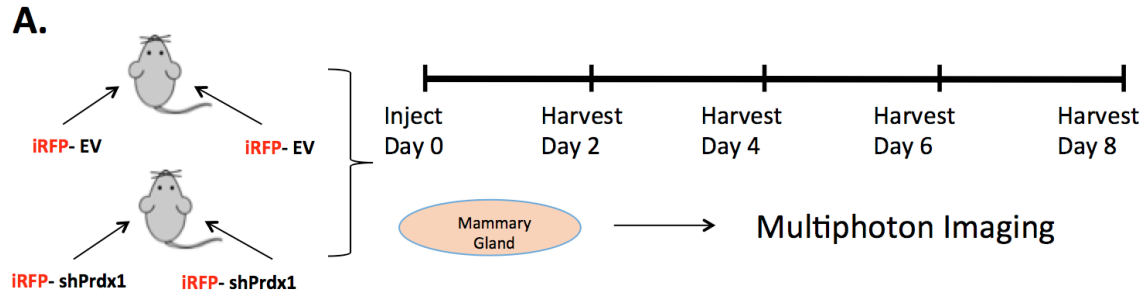 A.
iRFP- EV
iRFP- EV
iRFP- shPrdx1
iRFP- shPrdx1
Inject
Day 0
Harvest
Day 2
Harvest
Day 4
Harvest
Day 6
Harvest
Day 8
Mammary
Gland
Multiphoton Imaging